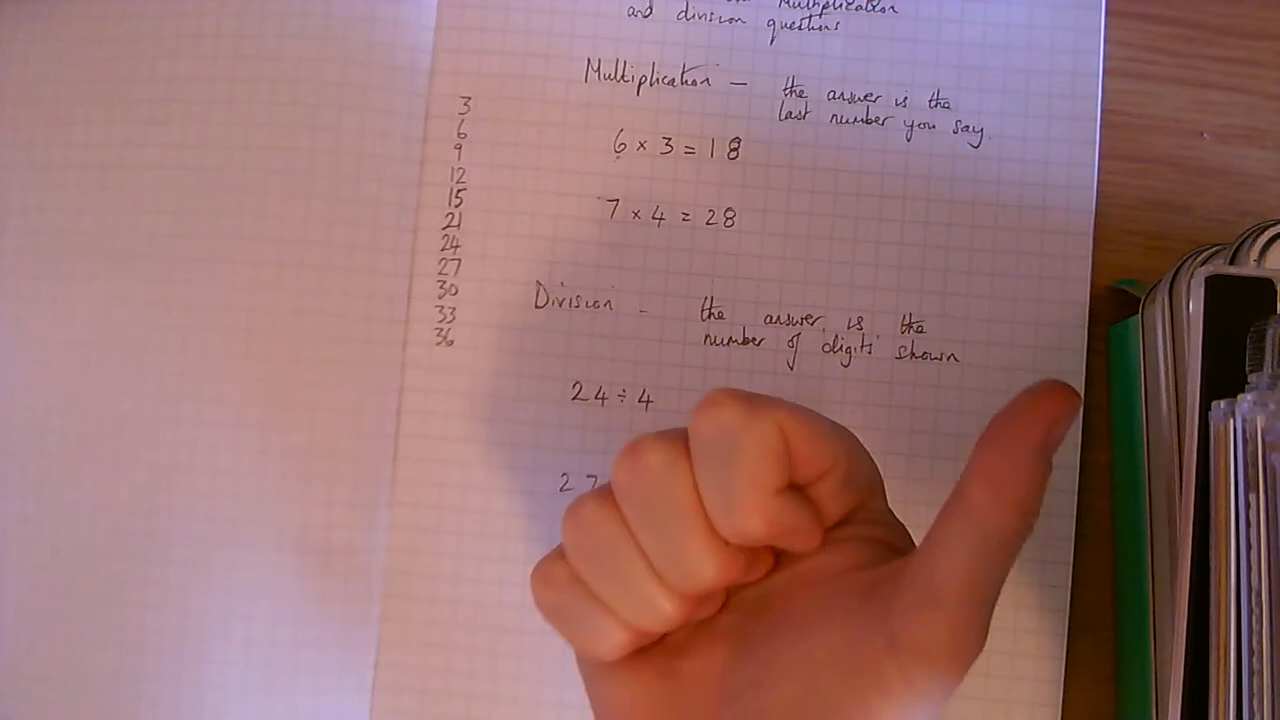 Multiplication
and division questions
Multiplication – the answer is the
last number you say.
3
6
9
12
15
21
24
27
30
33
36
6 × 3 = 18
7 × 4 = 28
Division – the answer is the
number of 'digits' shown
24 ÷ 4
27